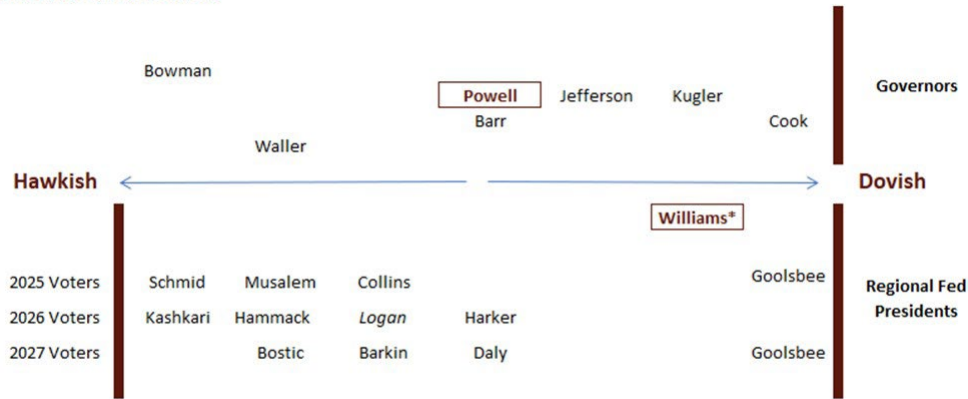 Bowman
Governors
Powell Jefferson Kugler
Barr Cook
Waller
Hawkish Dovish
Williams*
2025 Voters Schmid Musalem Collins Goolsbee
Regional Fed
Presidents
2026 Voters Kashkari Hammack Logan Harker
2027 Voters Bostic Barkin Daly Goolsbee